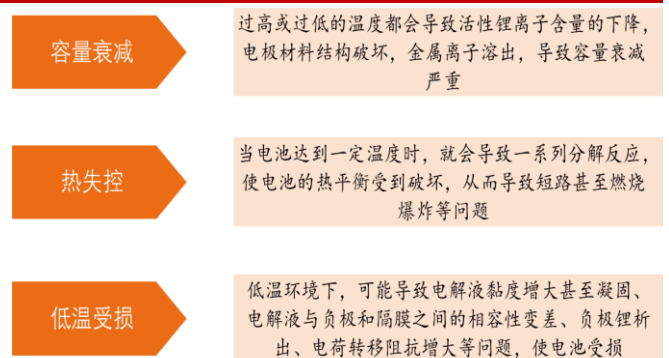 容量衰减
过高或过低的温度都会导致活性锂离子含量的下降，
电极材料结构破坏，金属离子溶出，导致容量衰减
严重
热失控
当电池达到一定温度时，就会导致一系列分解反应，
使电池的热平衡受到破坏，从而导致短路甚至燃烧
爆炸等问题
低温受损
低温环境下，可能导致电解液黏度增大甚至凝固、
电解液与负极和隔膜之间的相容性变差、负极锂析
出、电荷转移阻抗增大等问题，使电池受损